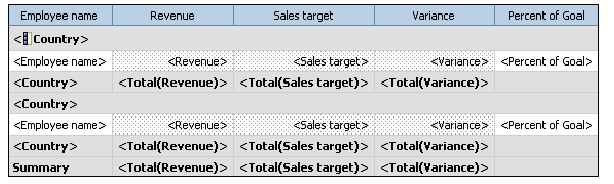 Employee name Revenue Sales target Variance Percent of Goal
<Country>
<Employee name> <Revenue> <Sales target> <Variance> <Percent of Goal>
<Country> <Total(Revenue)> <Total(Sales target)> <Total(Variance)>
<Country>
<Employee name> <Revenue> <Sales target> <Variance> <Percent of Goal>
<Country> <Total(Revenue)> <Total(Sales target)> <Total(Variance)>
Summary <Total(Revenue)> <Total(Sales target)> <Total(Variance)>